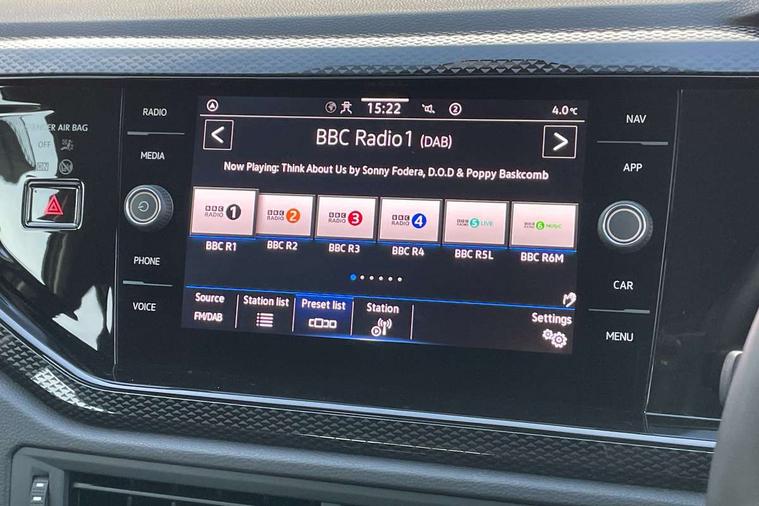 RADIO
MEDIA
PHONE
VOICE
AIR BAG
OFF
15:22
2
4.0°C
< BBC Radio1 (DAB) >
Now Playing: Think About Us by Sonny Fodera, D.O.D & Poppy Baskcomb
BBC RADIO 1 BBC RADIO 2 BBC RADIO 3 BBC RADIO 4 BBC RADIO 5 LIVE BBC RADIO 6 MUSIC
BBC R1 BBC R2 BBC R3 BBC R4 BBC R5L BBC R6M
Source Station list Preset list Station Settings
FM/DAB
NAV
APP
CAR
MENU